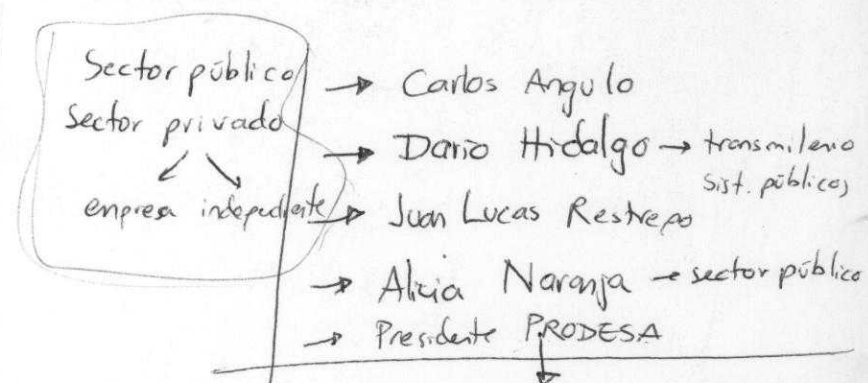 Sector público
Sector privado
empresa independiente
→ Carlos Angulo
→ Dario Hidalgo → transmilenio
sist. públicos
→ Juan Lucas Restrepo
→ Alicia Naranja → sector público
→ Presidente PRODESA